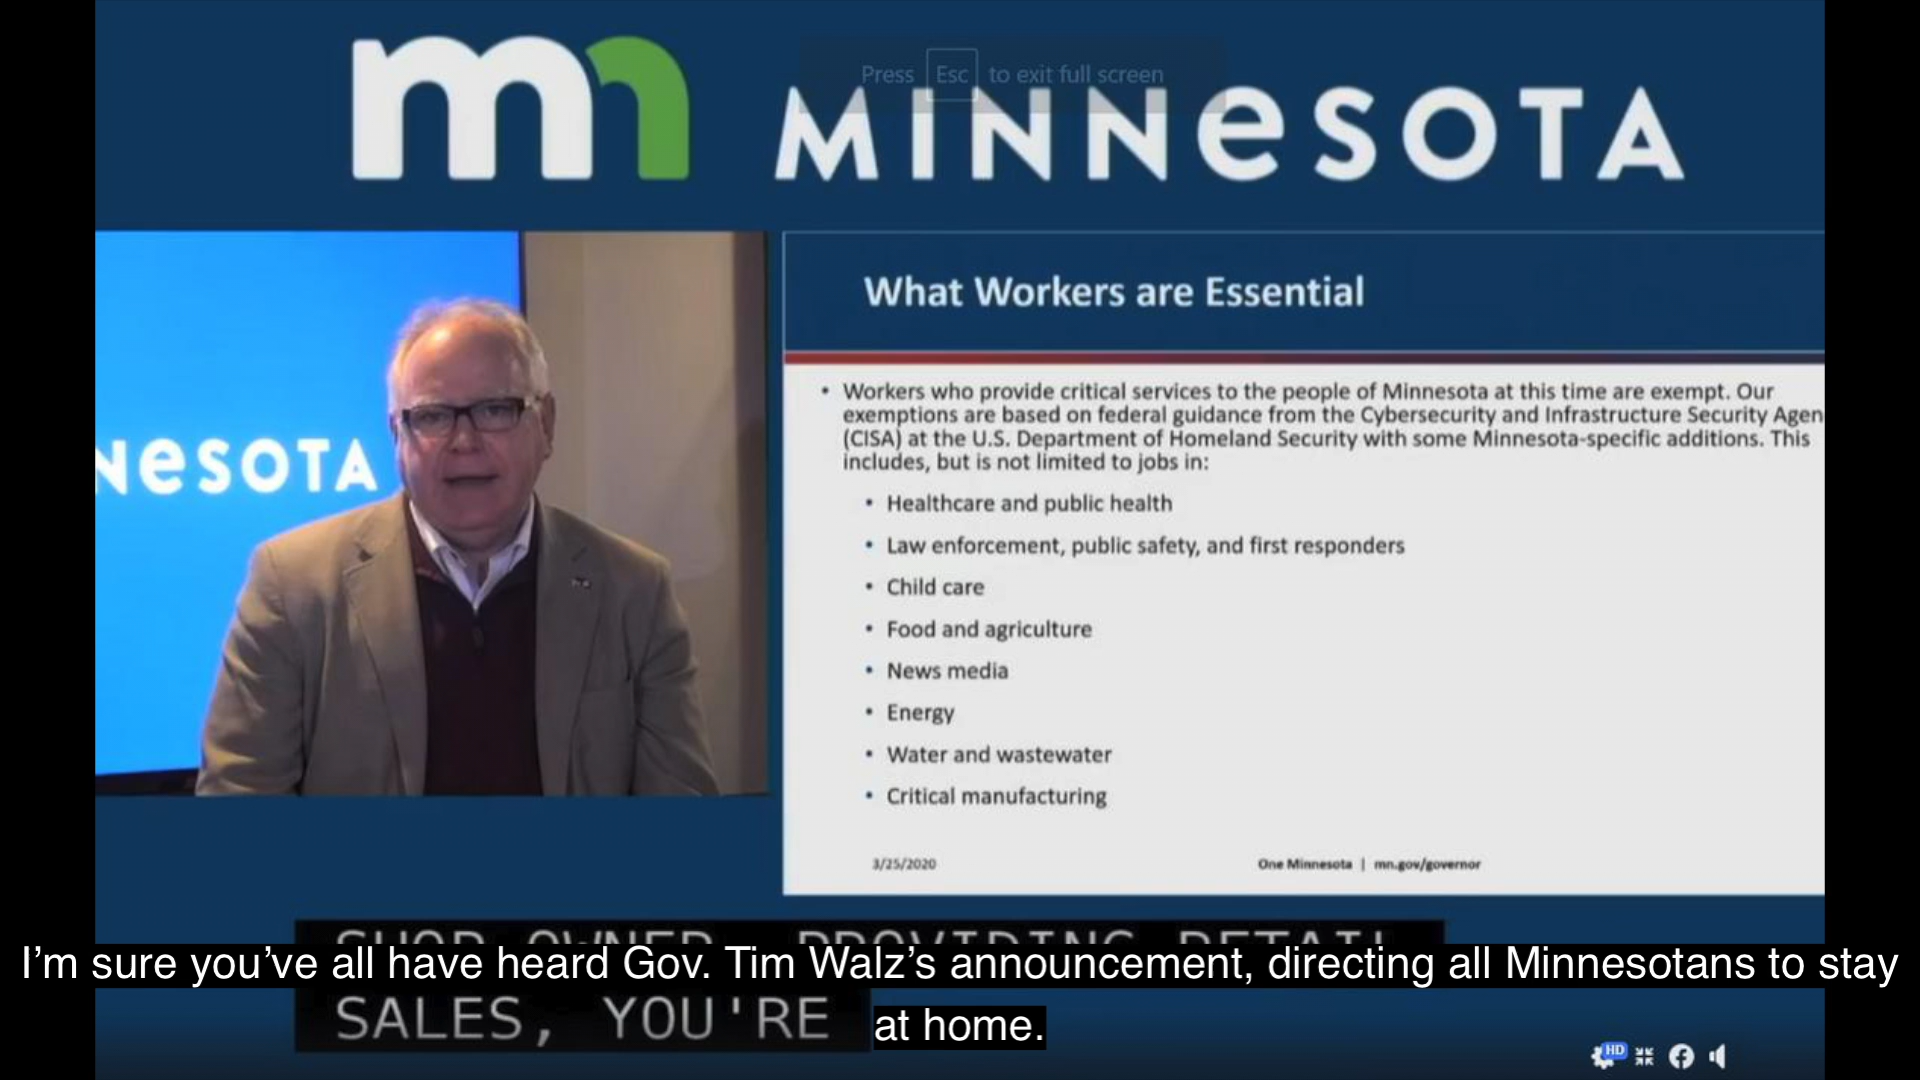 mn MINNESOTA
Press Esc to exit full screen
NESOTA
What Workers are Essential
• Workers who provide critical services to the people of Minnesota at this time are exempt. Our
exemptions are based on federal guidance from the Cybersecurity and Infrastructure Security Agen
(CISA) at the U.S. Department of Homeland Security with some Minnesota-specific additions. This
includes, but is not limited to jobs in:
• Healthcare and public health
• Law enforcement, public safety, and first responders
• Child care
• Food and agriculture
• News media
• Energy
• Water and wastewater
• Critical manufacturing
3/25/2020
One Minnesota | mn.gov/governor
SHOP OWNER, PROVIDING RETAIL
I'm sure you've all have heard Gov. Tim Walz's announcement, directing all Minnesotans to stay
SALES, YOU'RE
at home.
HD